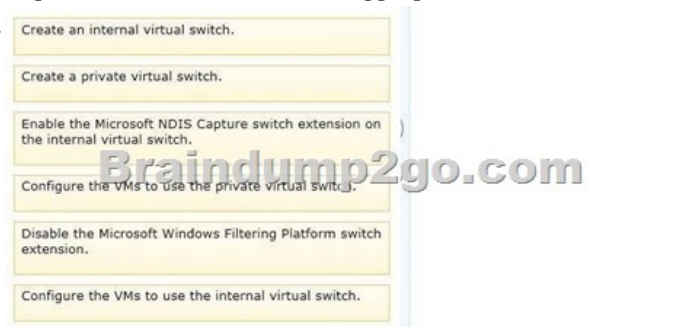 Create an internal virtual switch.
Create a private virtual switch.
Enable the Microsoft NDIS Capture switch extension on
the internal virtual switch.
Braindump2go.com
Configure the VMs to use the private virtual switch.
Disable the Microsoft Windows Filtering Platform switch
extension.
Configure the VMs to use the internal virtual switch.